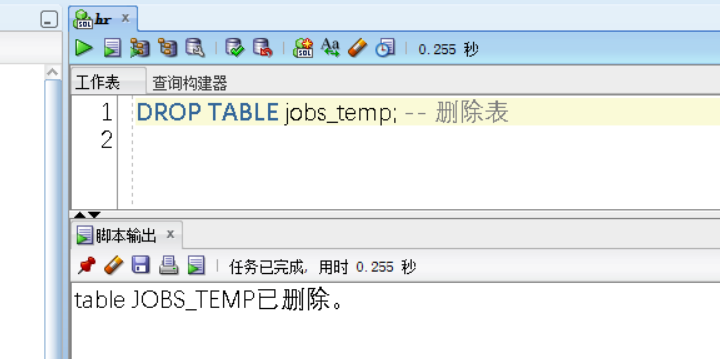 hr
0.255 秒
工作表 查询构建器
1 DROP TABLE jobs_temp; -- 删除表
2
脚本输出
任务已完成, 用时 0.255 秒
table JOBS_TEMP已删除。